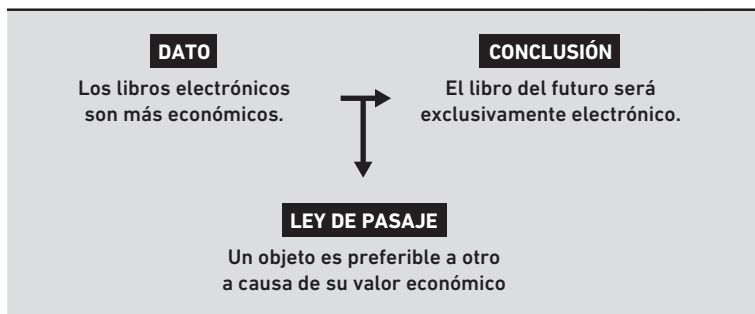 DATO
Los libros electrónicos
son más económicos.
CONCLUSIÓN
El libro del futuro será
exclusivamente electrónico.
LEY DE PASAJE
Un objeto es preferible a otro
a causa de su valor económico